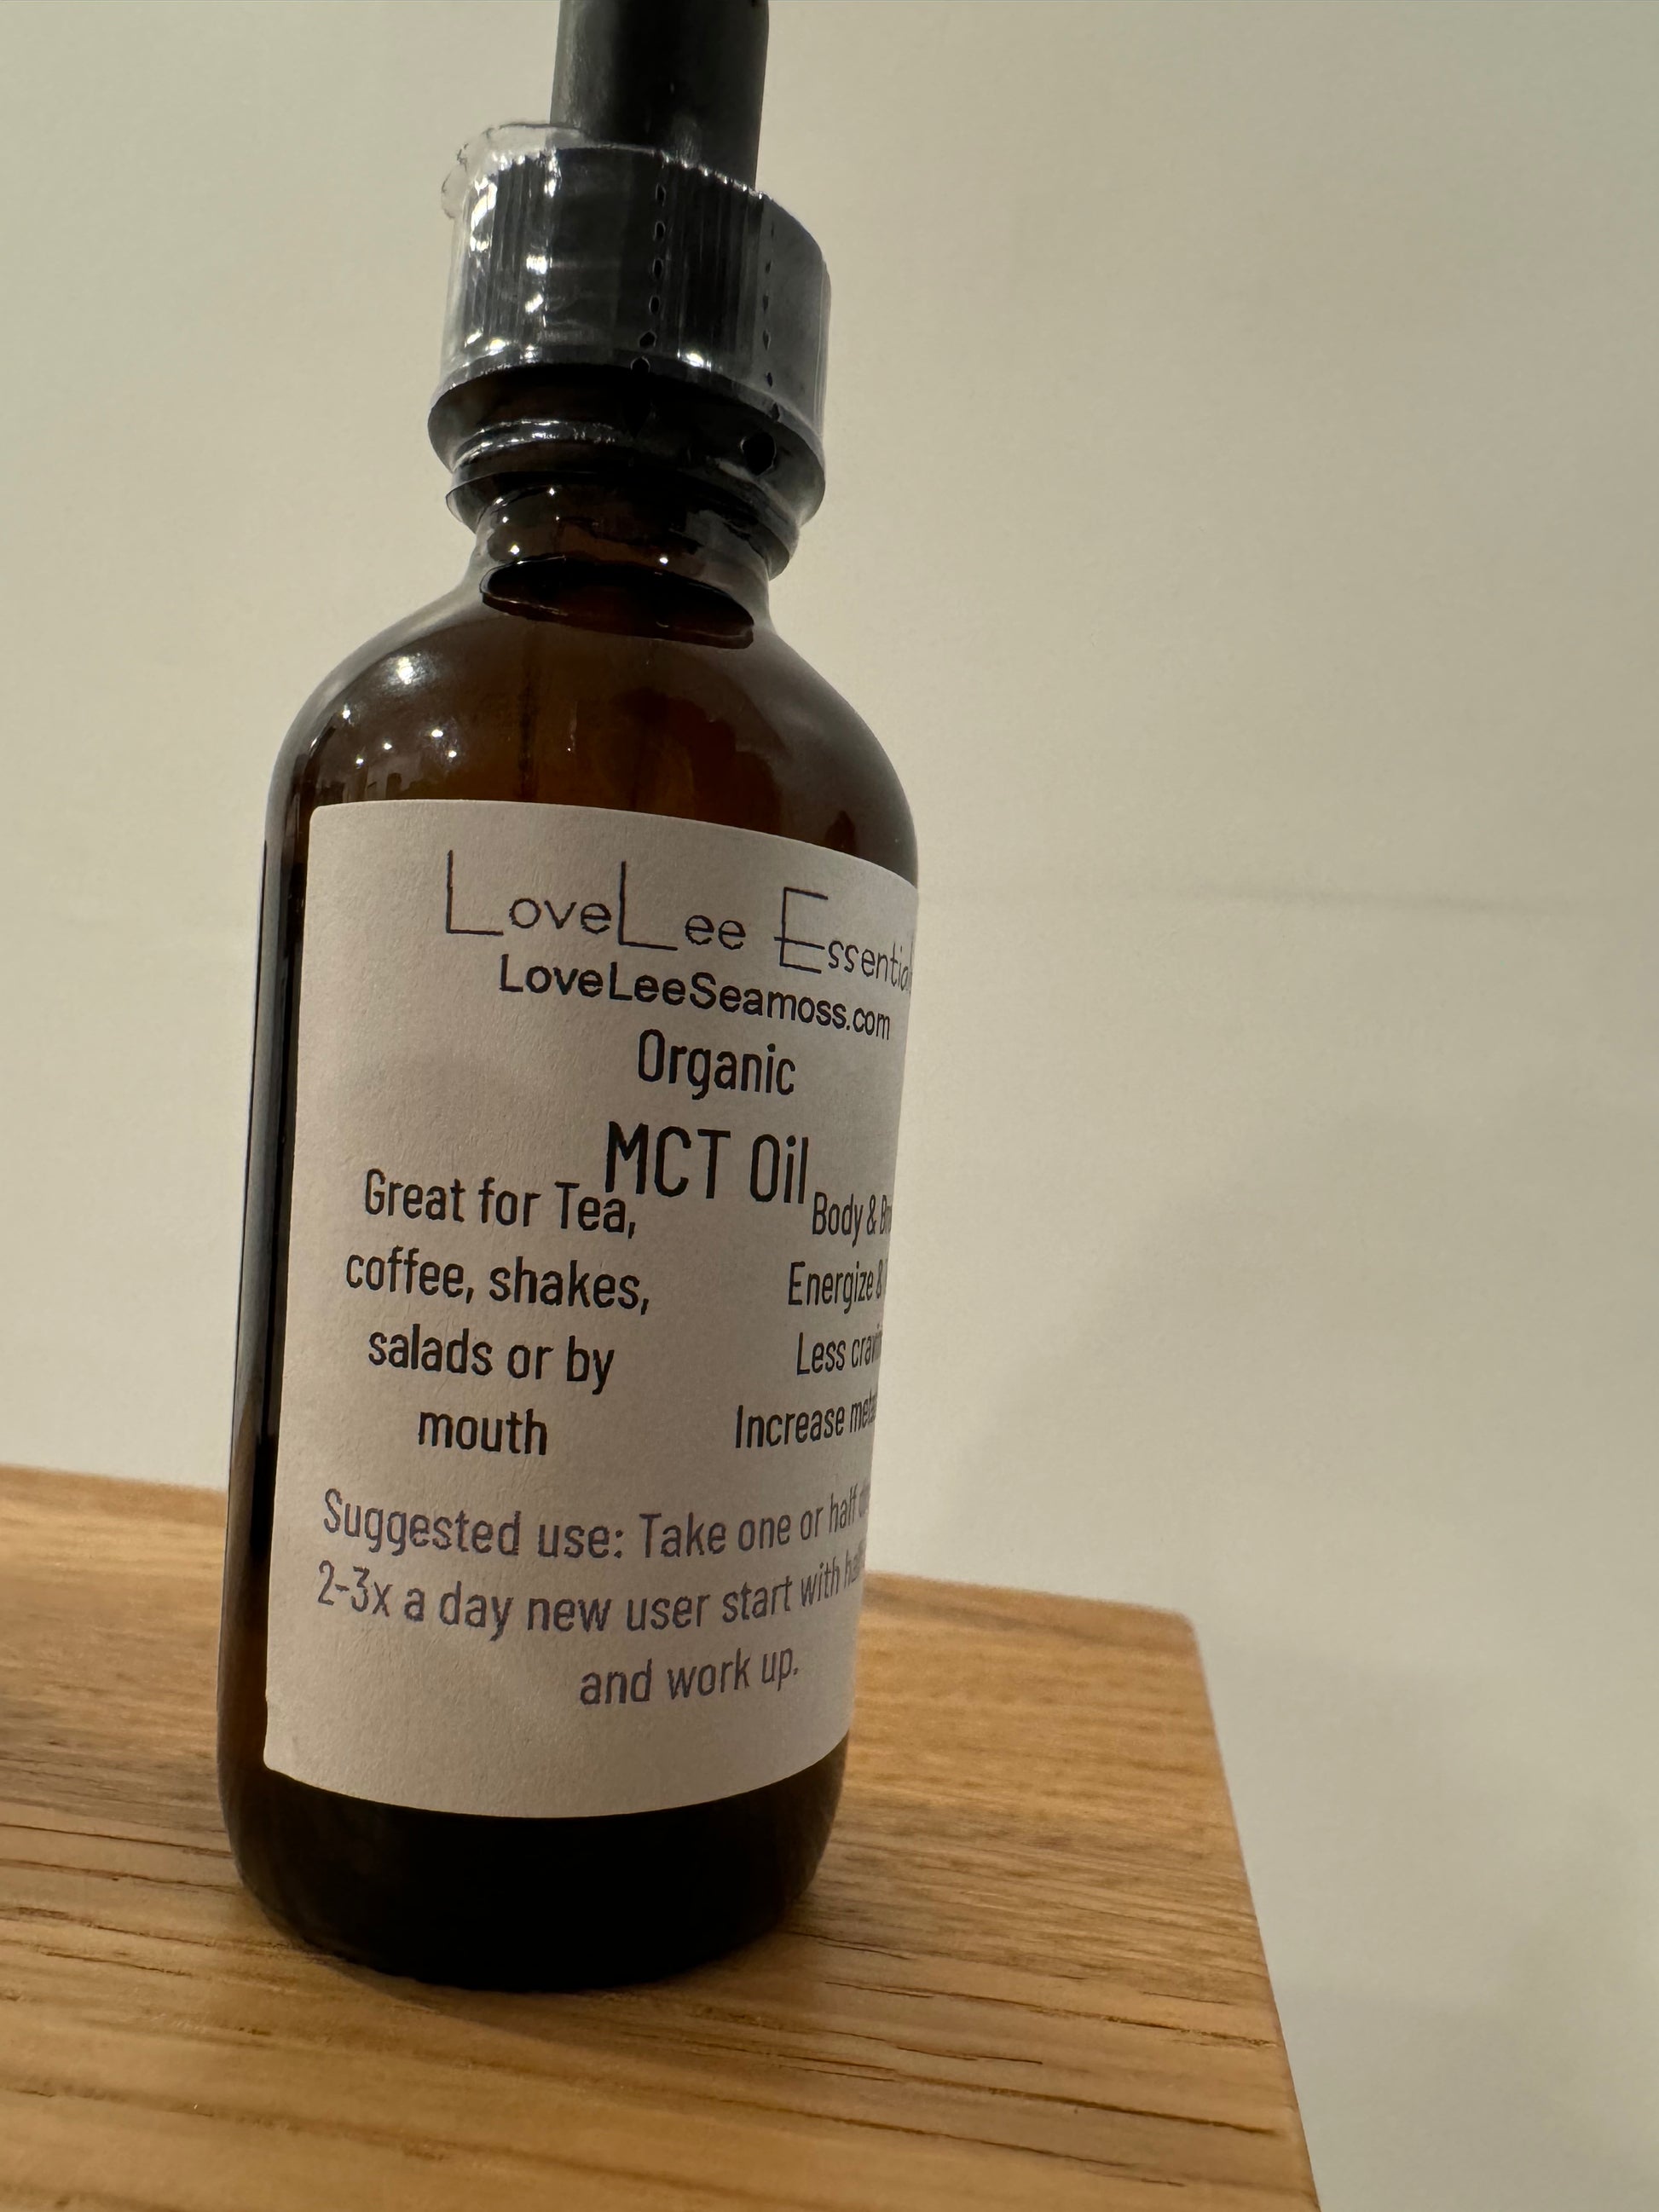 LoveLee Essential
LoveLeeSeamoss.com
Organic
MCT Oil
Great for Tea,
coffee, shakes,
salads or by
mouth
Body &
Energize &
Less
Increase
Suggested use: Take one or half
2-3x a day new user start with
and work up.